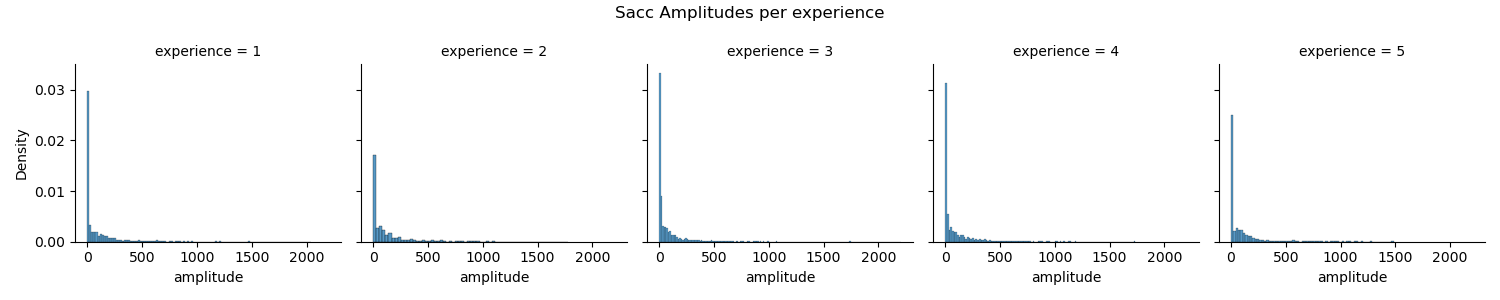 Sacc Amplitudes per experience
experience = 1
experience = 2
experience = 3
experience = 4
experience = 5
Density
0.03
0.02
0.01
0.00
0 500 1000 1500 2000
0 500 1000 1500 2000
0 500 1000 1500 2000
0 500 1000 1500 2000
0 500 1000 1500 2000
amplitude
amplitude
amplitude
amplitude
amplitude